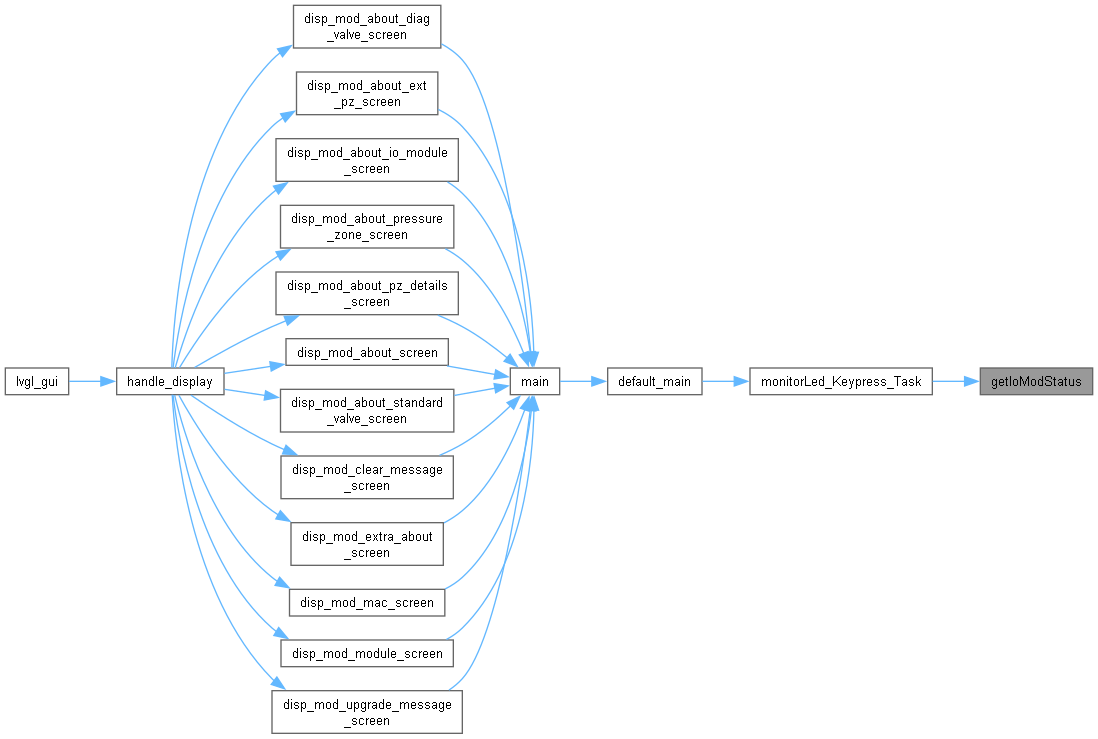 disp_mod_about_diag
_valve_screen
disp_mod_about_ext
_pz_screen
disp_mod_about_io_module
_screen
disp_mod_about_pressure
_zone_screen
disp_mod_about_pz_details
_screen
disp_mod_about_screen
lvgl_gui
handle_display
main
default_main
monitorLed_Keypress_Task
getIoModStatus
disp_mod_about_standard
_valve_screen
disp_mod_clear_message
_screen
disp_mod_extra_about
_screen
disp_mod_mac_screen
disp_mod_module_screen
disp_mod_upgrade_message
_screen